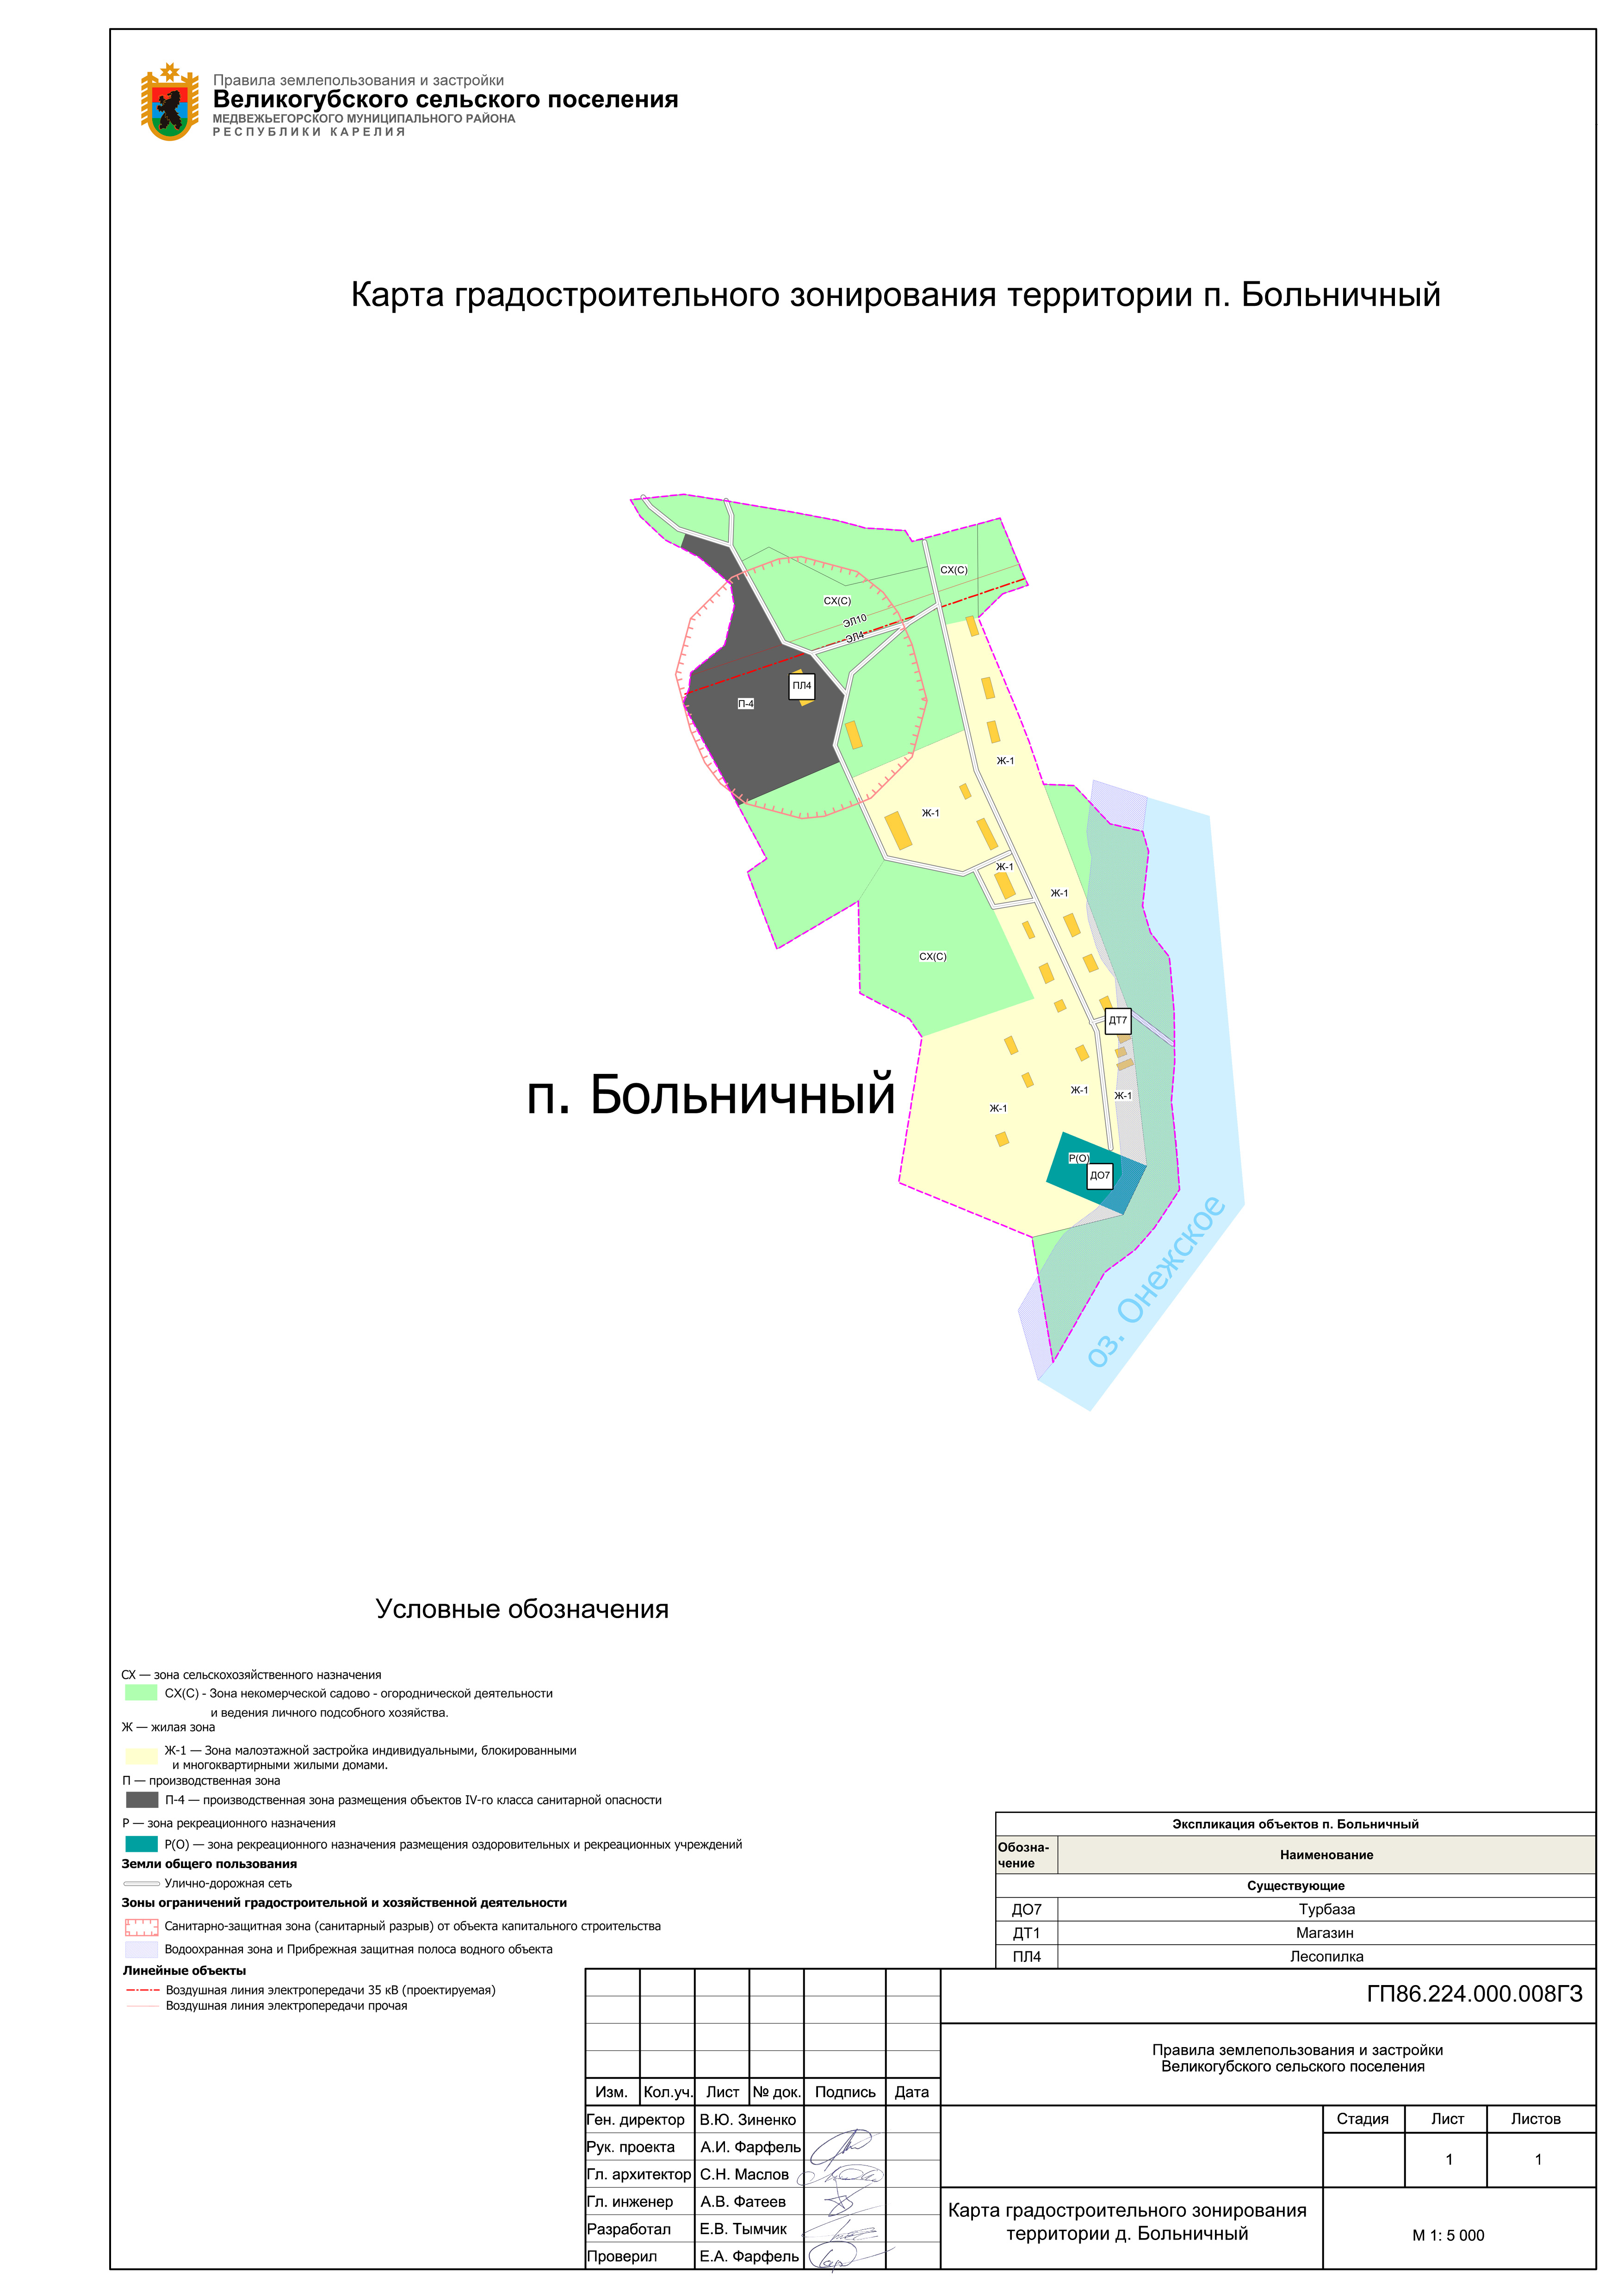 Правила землепользования и застройки
Великогубского сельского поселения
МЕДВЕЖЬЕГОРСКОГО МУНИЦИПАЛЬНОГО РАЙОНА
РЕСПУБЛИКИ КАРЕЛИЯ
Карта градостроительного зонирования территории п. Больничный
СХ(С)
СХ(С)
ЭЛ10
ЭЛ4
ПЛ4
П-4
Ж-1
Ж-1
Ж-1
Ж-1
СХ(С)
ДТ7
п. Больничный
Ж-1
Ж-1
Ж-1
Р(О)
ДО7
оз. Онежское
Условные обозначения
СХ — зона сельскохозяйственного назначения
СХ(С) - Зона некомерческой садово - огороднической деятельности
и ведения личного подсобного хозяйства.
Ж — жилая зона
Ж-1 — Зона малоэтажной застройка индивидуальными, блокированными
и многоквартирными жилыми домами.
П — производственная зона
П-4 — производственная зона размещения объектов IV-го класса санитарной опасности
Р — зона рекреационного назначения
Р(О) — зона рекреационного назначения размещения оздоровительных и рекреационных учреждений
Земли общего пользования
Улично-дорожная сеть
Зоны ограничений градостроительной и хозяйственной деятельности
Санитарно-защитная зона (санитарный разрыв) от объекта капитального строительства
Водоохранная зона и Прибрежная защитная полоса водного объекта
Линейные объекты
Воздушная линия электропередачи 35 кВ (проектируемая)
Воздушная линия электропередачи прочая
Экспликация объектов п. Больничный
Обозна-
чение
Наименование
Существующие
ДО7 Турбаза
ДТ1 Магазин
ПЛ4 Лесопилка
ГП86.224.000.008ГЗ
Правила землепользования и застройки
Великогубского сельского поселения
Изм. Кол.уч. Лист № док. Подпись Дата
Ген. директор В.Ю. Зиненко
Рук. проекта А.И. Фарфель
Гл. архитектор С.Н. Маслов
Гл. инженер А.В. Фатеев
Разработал Е.В. Тымчик
Проверил Е.А. Фарфель
Стадия Лист Листов
1 1
Карта градостроительного зонирования
территории д. Больничный
М 1: 5 000